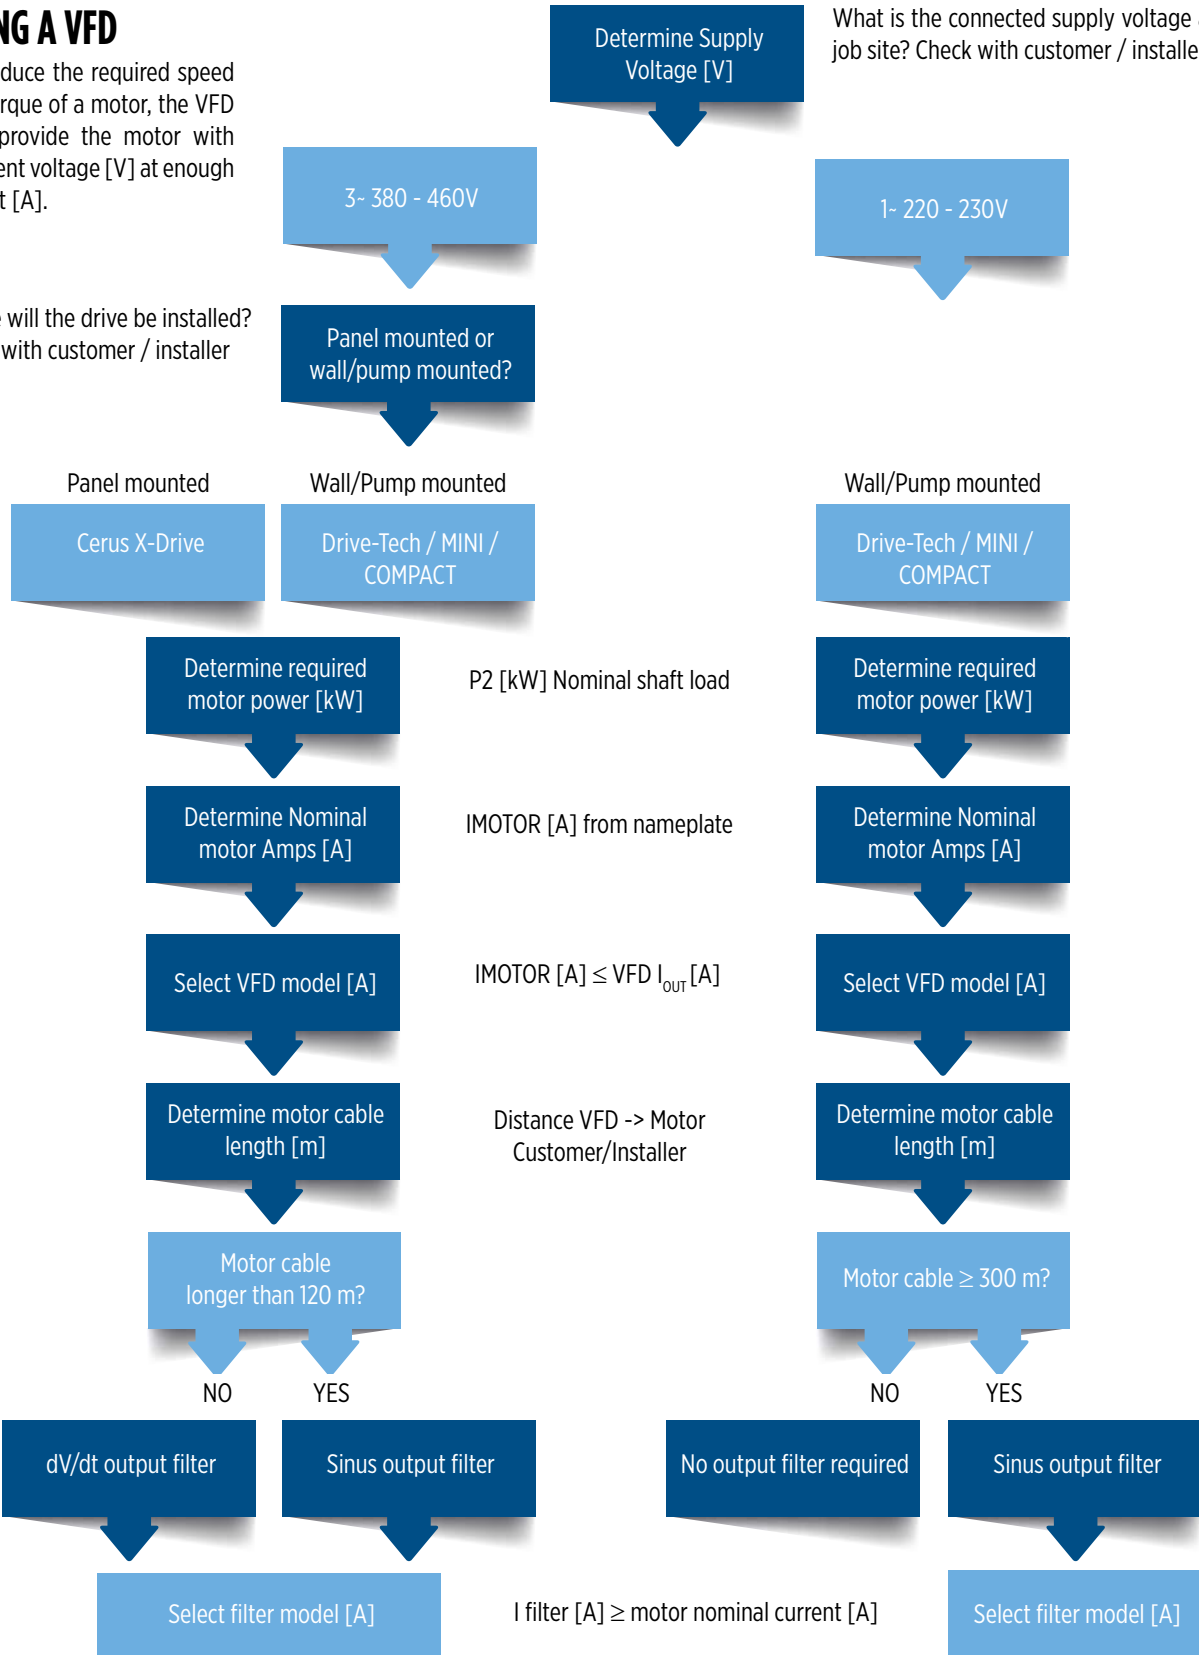 NG A VFD
duce the required speed
rque of a motor, the VFD
provide the motor with
ent voltage [V] at enough
t [A].
Determine Supply
Voltage [V]
What is the connected supply voltage
job site? Check with customer / installe
3~ 380 - 460V
1~ 220 - 230V
will the drive be installed?
with customer / installer
Panel mounted or
wall/pump mounted?
Panel mounted
Wall/Pump mounted
Wall/Pump mounted
Cerus X-Drive
Drive-Tech / MINI /
COMPACT
Drive-Tech / MINI /
COMPACT
Determine required
motor power [kW]
P2 [kW] Nominal shaft load
Determine required
motor power [kW]
Determine Nominal
motor Amps [A]
IMOTOR [A] from nameplate
Determine Nominal
motor Amps [A]
Select VFD model [A]
IMOTOR [A] ≤ VFD I_OUT [A]
Select VFD model [A]
Determine motor cable
length [m]
Distance VFD -> Motor
Customer/Installer
Determine motor cable
length [m]
Motor cable
longer than 120 m?
Motor cable ≥ 300 m?
NO
YES
NO
YES
dV/dt output filter
Sinus output filter
No output filter required
Sinus output filter
Select filter model [A]
I filter [A] ≥ motor nominal current [A]
Select filter model [A]